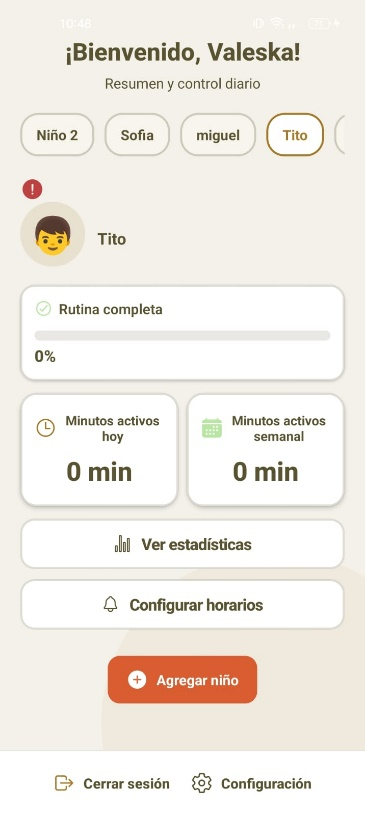 10:46
¡Bienvenido, Valeska!
Resumen y control diario
Niño 2
Sofia
miguel
Tito
!
Tito
Rutina completa
0%
Minutos activos
hoy
0 min
Minutos activos
semanal
0 min
Ver estadísticas
Configurar horarios
Agregar niño
Cerrar sesión
Configuración